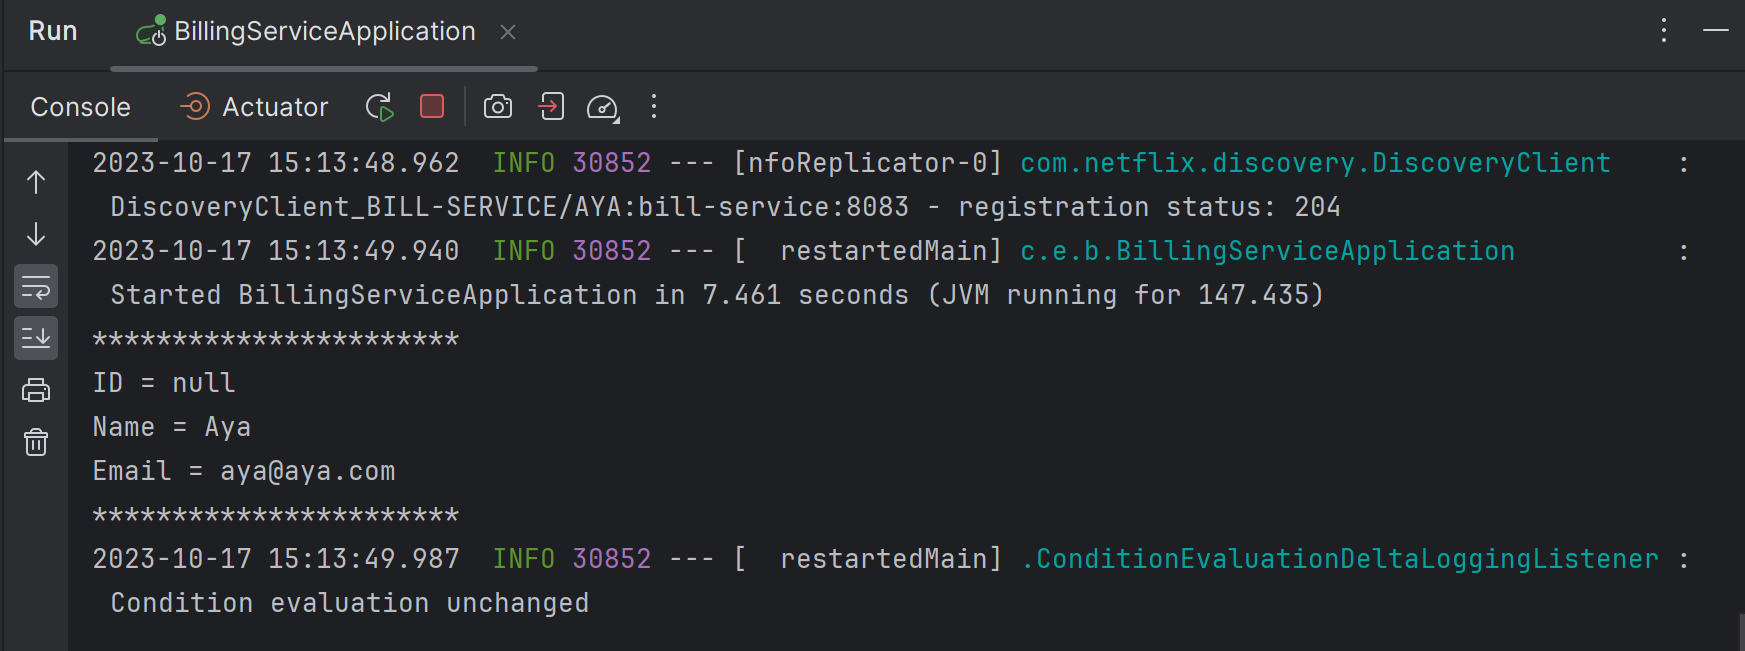 Run BillingServiceApplication
Console Actuator
2023-10-17 15:13:48.962  INFO 30852 --- [nfoReplicator-0] com.netflix.discovery.DiscoveryClient    :
DiscoveryClient_BILL-SERVICE/AYA:bill-service:8083 - registration status: 204
2023-10-17 15:13:49.940  INFO 30852 --- [  restartedMain] c.e.b.BillingServiceApplication          :
Started BillingServiceApplication in 7.461 seconds (JVM running for 147.435)
***********************
ID = null
Name = Aya
Email = aya@aya.com
***********************
2023-10-17 15:13:49.987  INFO 30852 --- [  restartedMain] .ConditionEvaluationDeltaLoggingListener :
Condition evaluation unchanged